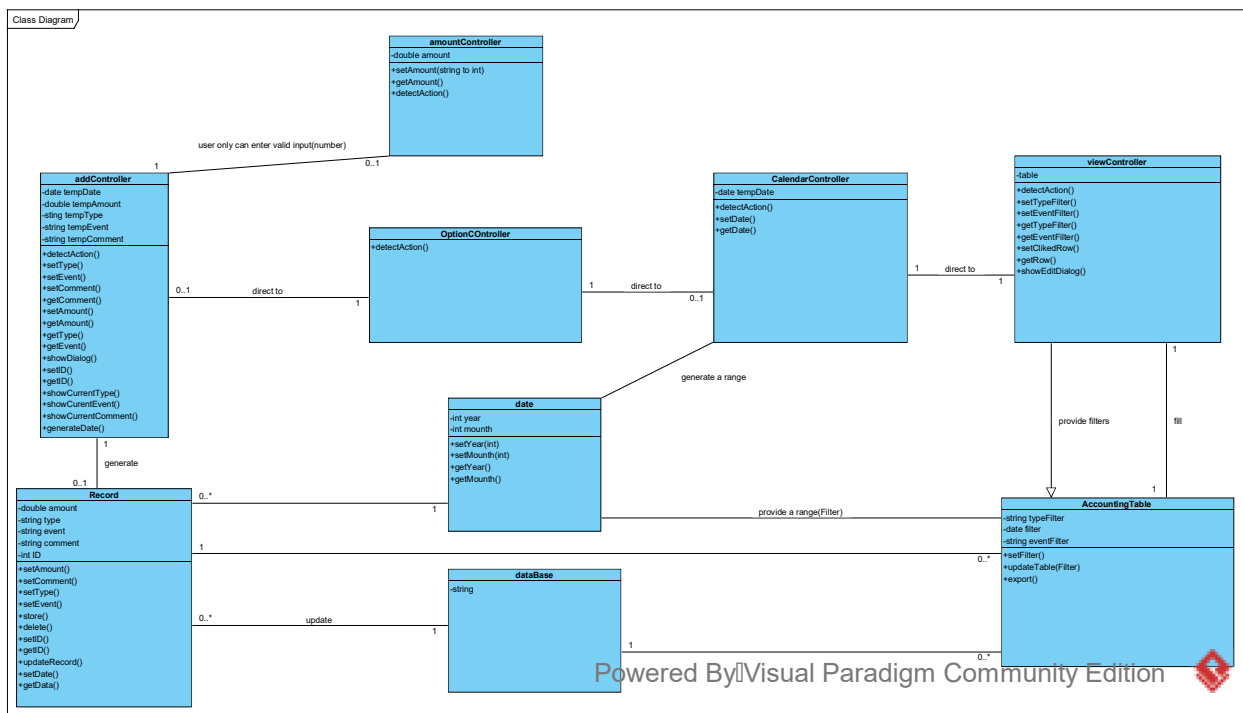 Class Diagram
amountController
-double amount
+setAmount(string to int)
+getAmount()
+detectAction()
user only can enter valid input(number)
1
0..1
addController
-date tempDate
-double tempAmount
-sting tempType
-string tempEvent
-string tempComment
+detectAction()
+setType()
+setEvent()
+setComment()
+getComment()
+setAmount()
+getAmount()
+getType()
+getEvent()
+showDialog()
+setID()
+getID()
+showCurrentType()
+showCurentEvent()
+showCurrentComment()
+generateDate()
0..1
direct to
1
OptionCOntroller
+detectAction()
1
direct to
0..1
CalendarController
-date tempDate
+detectAction()
+setDate()
+getDate()
1
direct to
1
viewController
-table
+detectAction()
+setTypeFilter()
+setEventFilter()
+getTypeFilter()
+getEventFilter()
+setClikedRow()
+getRow()
+showEditDialog()
1
generate a range
provide filters
fill
1
1
generate
0..1
date
-int year
-int mounth
+setYear(int)
+setMounth(int)
+getYear()
+getMounth()
Record
-double amount
-string type
-string event
-string comment
-int ID
+setAmount()
+setComment()
+setType()
+setEvent()
+store()
+delete()
+setID()
+getID()
+updateRecord()
+setDate()
+getData()
0..*
1
provide a range(Filter)
AccountingTable
-string typeFilter
-date filter
-string eventFilter
+setFilter()
+updateTable(Filter)
+export()
1
0..*
dataBase
-string
0..*
update
1
1
0..*
Powered By Visual Paradigm Community Edition